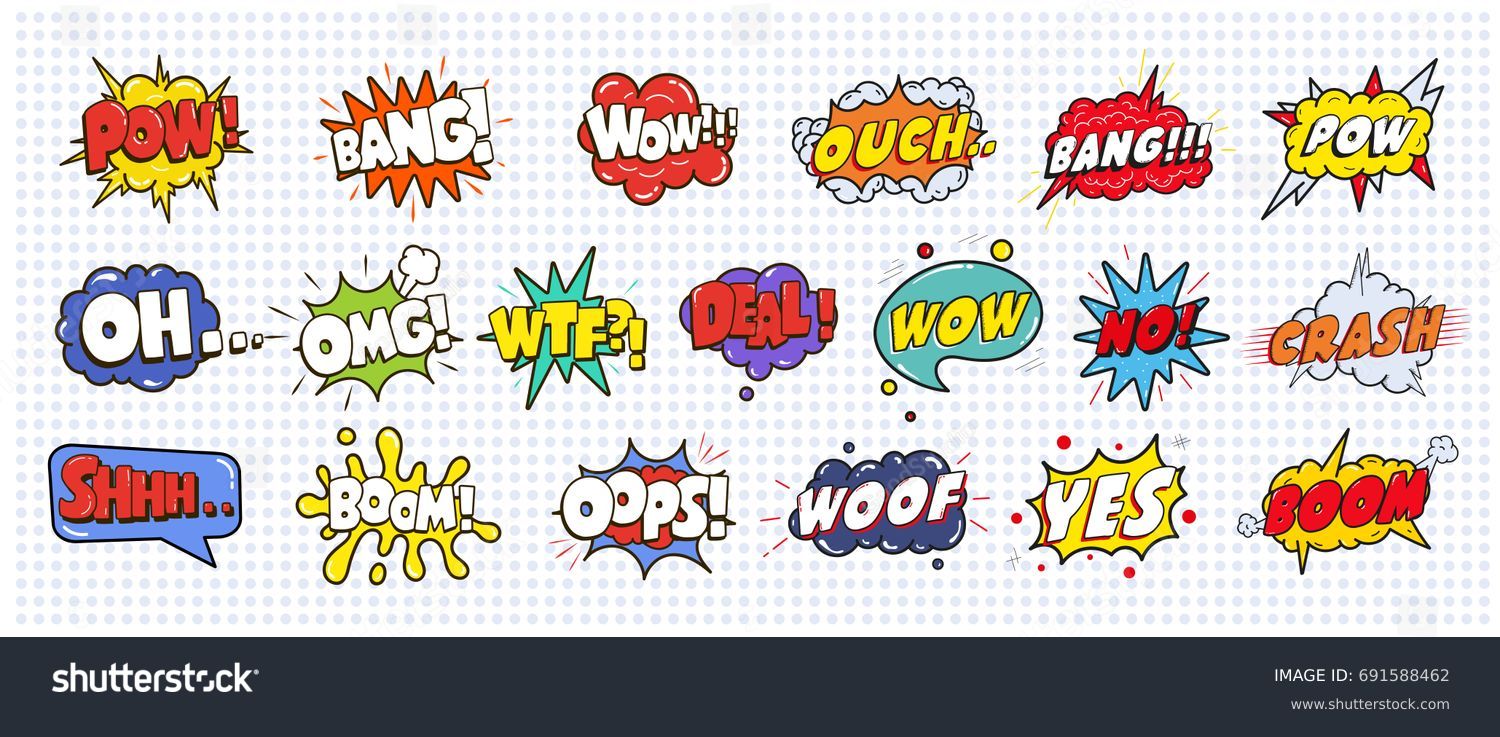 POW!
BANG!
WOW!!!
OUCH..
BANG!!!
POW
OH...
OMG!
WTF?!
DEAL!
WOW
NO!
CRASH
SHHH..
BOOM!
OOPS!
WOOF
YES
BOOM
shutterstock®
IMAGE ID: 691588462
www.shutterstock.com